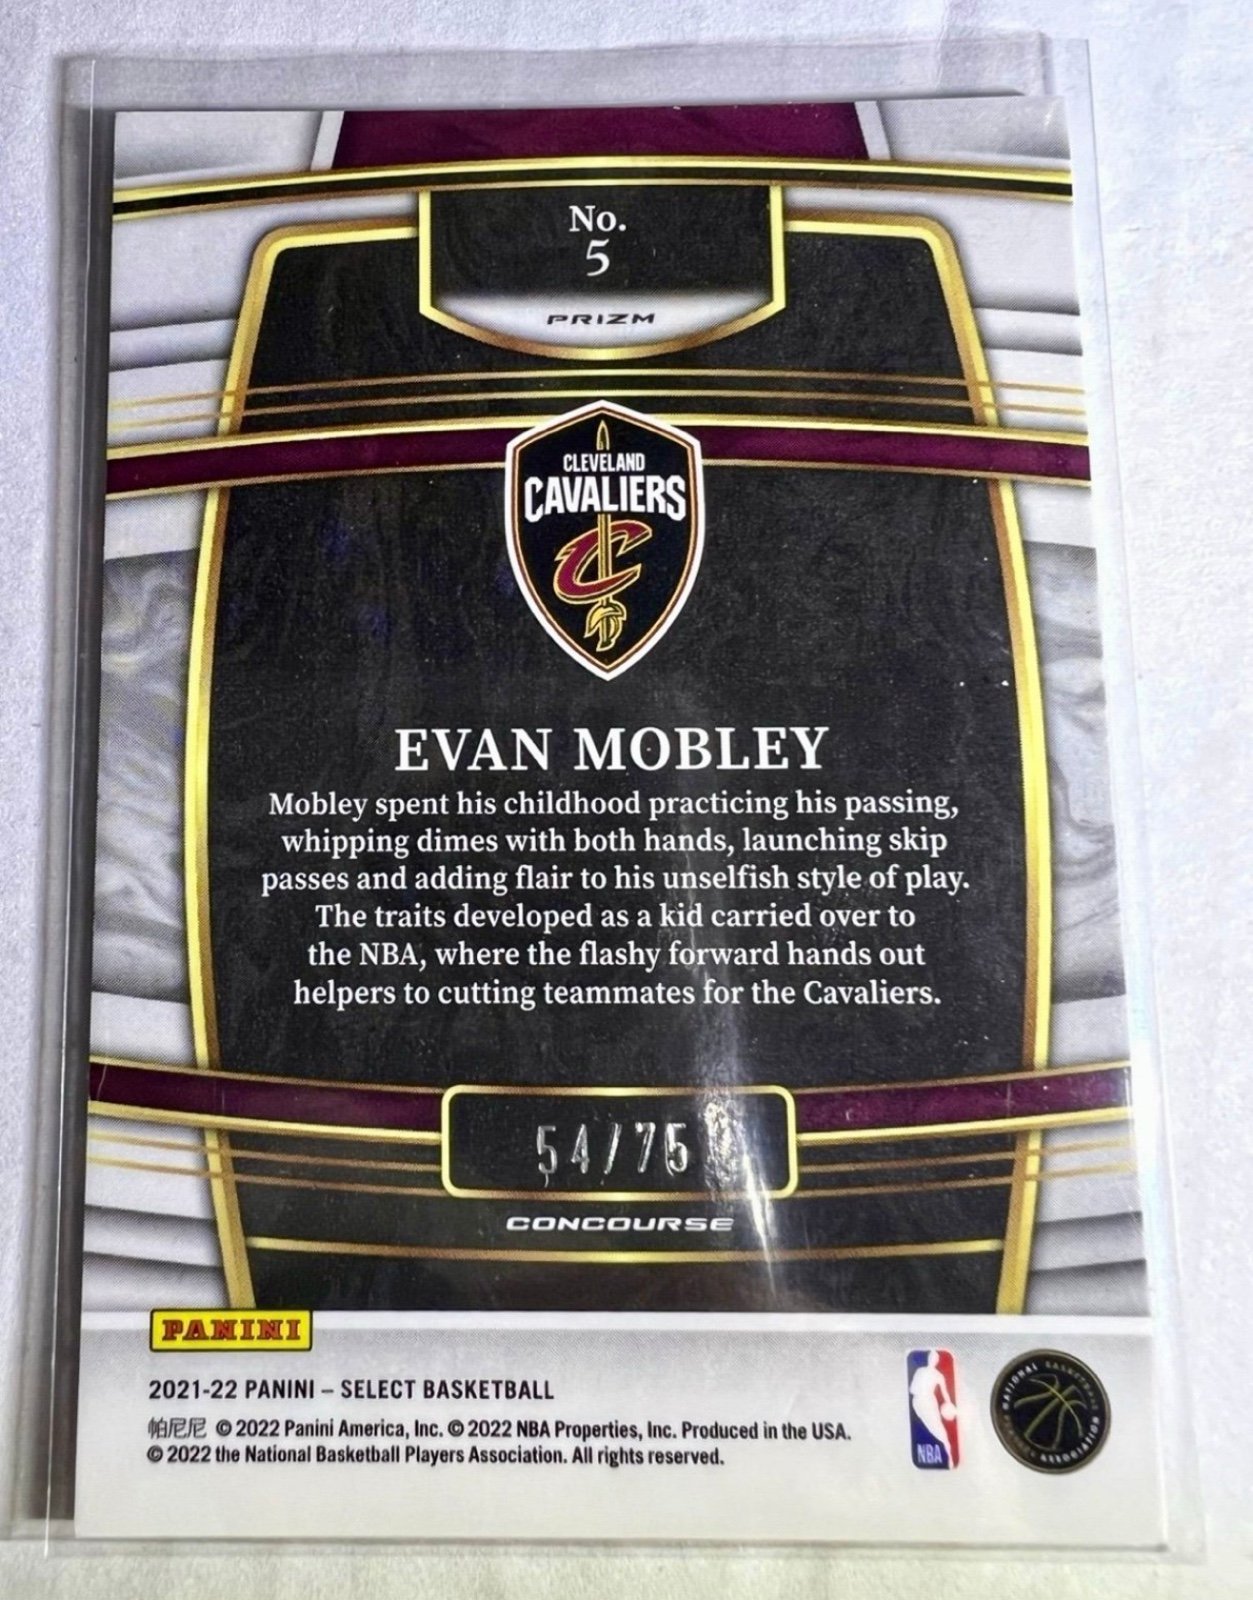 No.
5
PRIZM
CLEVELAND
CAVALIERS
C
EVAN MOBLEY
Mobley spent his childhood practicing his passing,
whipping dimes with both hands, launching skip
passes and adding flair to his unselfish style of play.
The traits developed as a kid carried over to
the NBA, where the flashy forward hands out
helpers to cutting teammates for the Cavaliers.
54/75
CONCOURSE
PANINI
2021-22 PANINI – SELECT BASKETBALL
帕尼尼 © 2022 Panini America, Inc. © 2022 NBA Properties, Inc. Produced in the USA.
© 2022 the National Basketball Players Association. All rights reserved.
NBA
NATIONAL BASKETBALL
ASSOCIATION